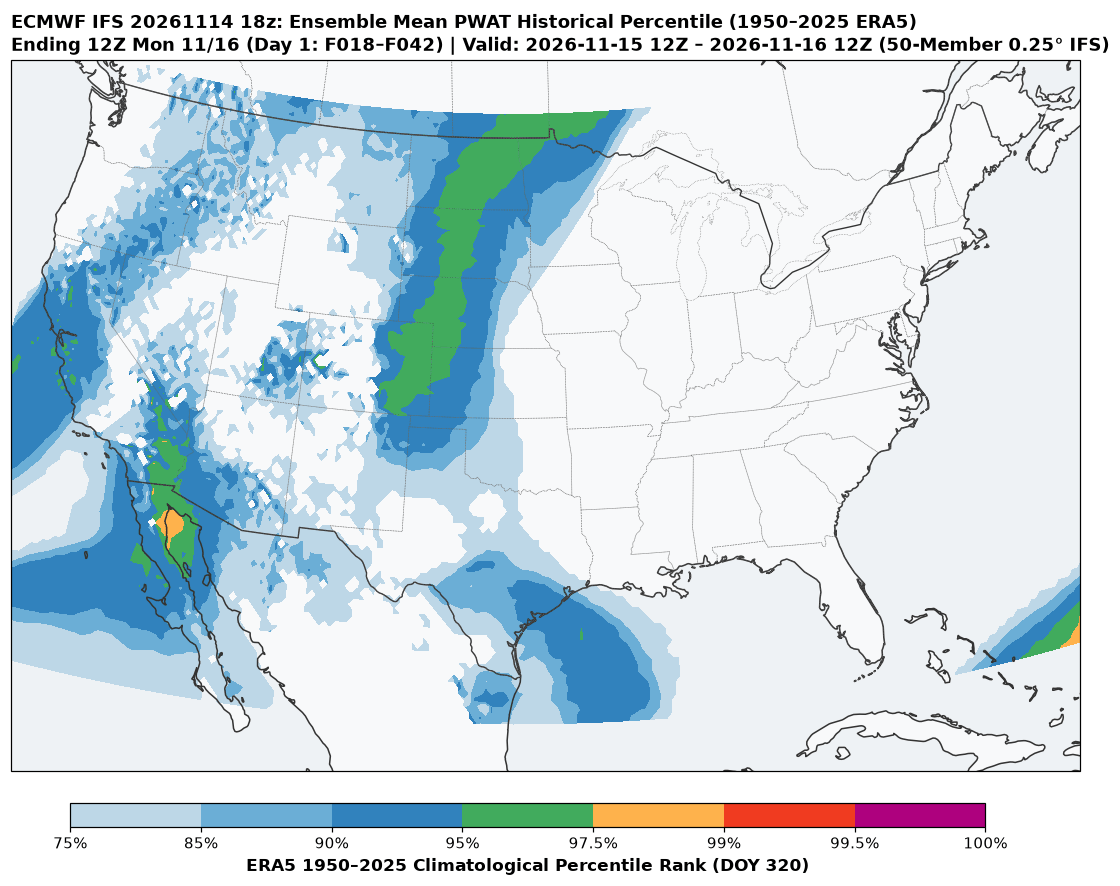 ECMWF IFS 20261114 18z: Ensemble Mean PWAT Historical Percentile (1950–2025 ERA5)
Ending 12Z Mon 11/16 (Day 1: F018–F042) | Valid: 2026-11-15 12Z – 2026-11-16 12Z (50-Member 0.25° IFS)
75% 85% 90% 95% 97.5% 99% 99.5% 100%
ERA5 1950–2025 Climatological Percentile Rank (DOY 320)